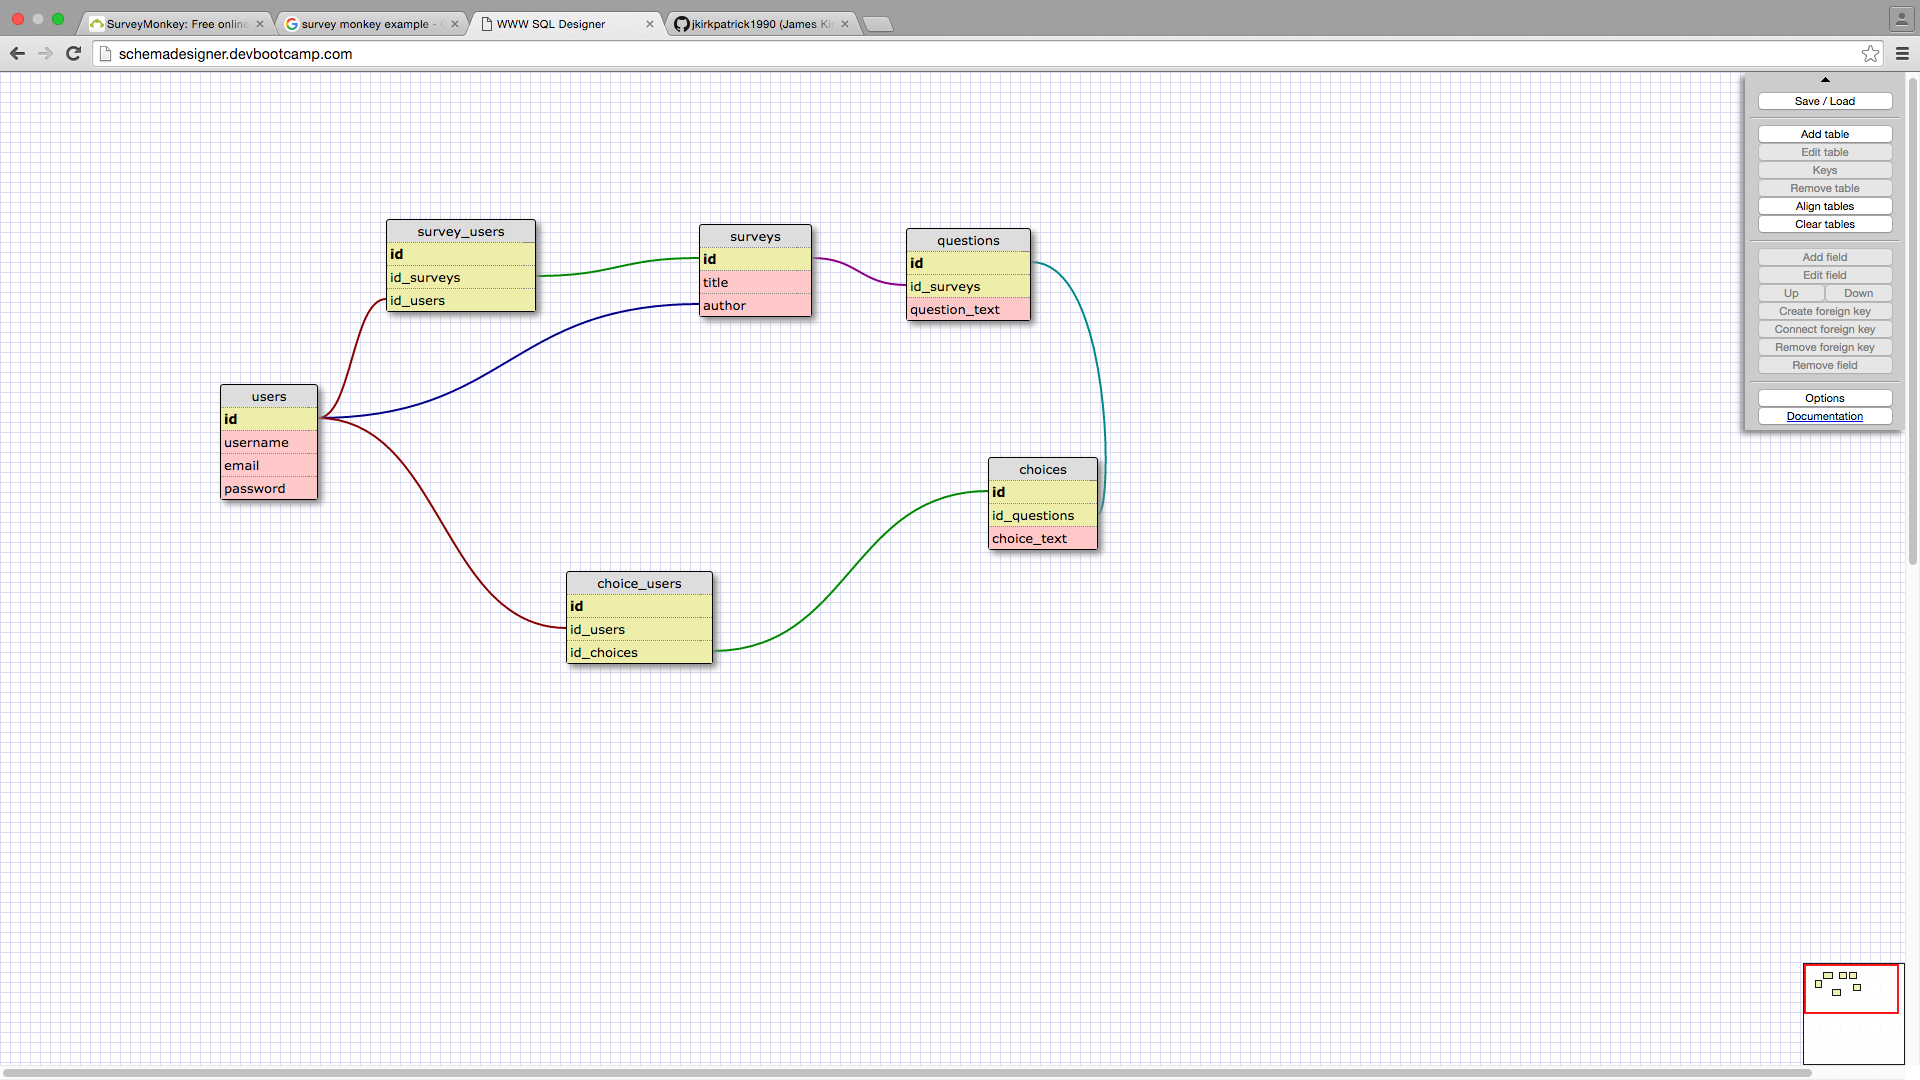 SurveyMonkey: Free online
survey monkey example -
WWW SQL Designer
jkirkpatrick1990 (James Ki
schemadesigner.devbootcamp.com
Save / Load
Add table
Edit table
Keys
Remove table
Align tables
Clear tables
Add field
Edit field
Up Down
Create foreign key
Connect foreign key
Remove foreign key
Remove field
Options
Documentation
survey_users
id
id_surveys
id_users
surveys
id
title
author
questions
id
id_surveys
question_text
users
id
username
email
password
choices
id
id_questions
choice_text
choice_users
id
id_users
id_choices